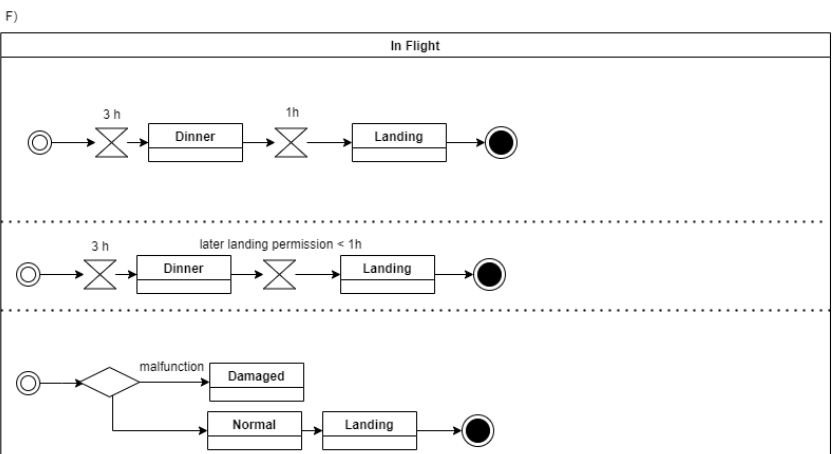 F)
In Flight
3 h
1h
Dinner
Landing
3 h
later landing permission < 1h
Dinner
Landing
malfunction
Damaged
Normal
Landing